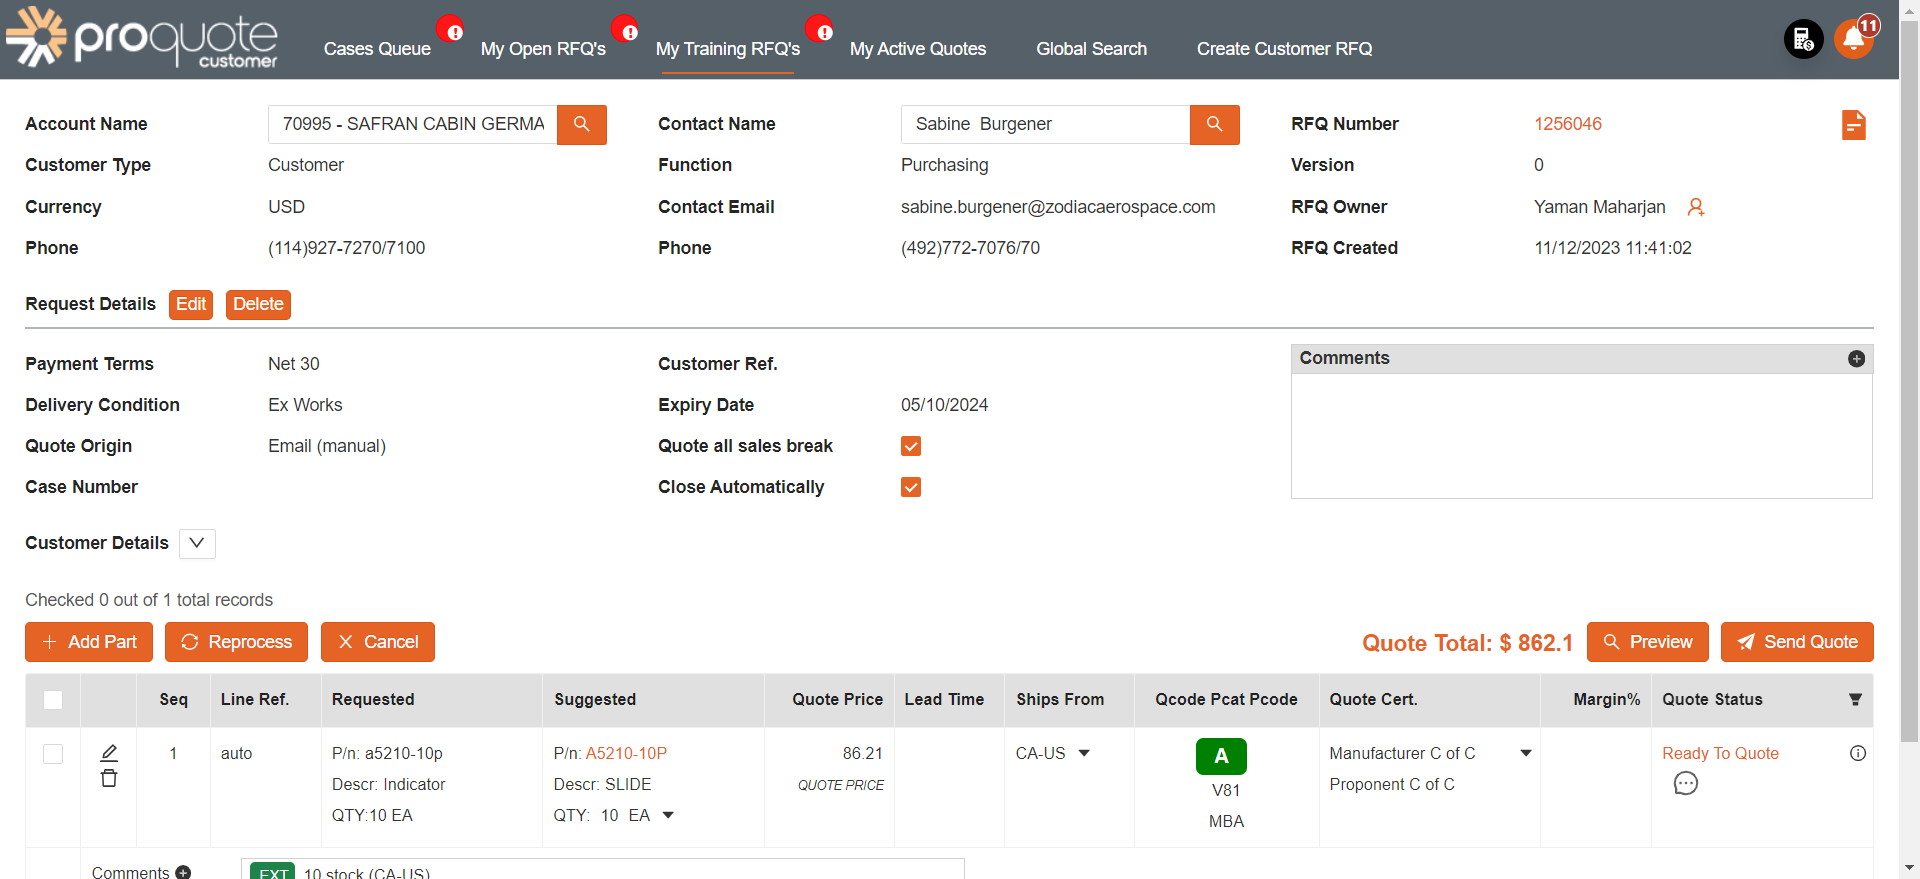 proquote customer
Cases Queue
My Open RFQ's
My Training RFQ's
My Active Quotes
Global Search
Create Customer RFQ
11
Account Name
70995 - SAFRAN CABIN GERMA
Contact Name
Sabine Burgener
RFQ Number
1256046
Customer Type
Customer
Function
Purchasing
Version
0
Currency
USD
Contact Email
sabine.burgener@zodiacaerospace.com
RFQ Owner
Yaman Maharjan
Phone
(114)927-7270/7100
Phone
(492)772-7076/70
RFQ Created
11/12/2023 11:41:02
Request Details
Edit
Delete
Payment Terms
Net 30
Customer Ref.
Comments
Delivery Condition
Ex Works
Expiry Date
05/10/2024
Quote Origin
Email (manual)
Quote all sales break
Case Number
Close Automatically
Customer Details
Checked 0 out of 1 total records
Add Part
Reprocess
Cancel
Quote Total: $ 862.1
Preview
Send Quote
Seq
Line Ref.
Requested
Suggested
Quote Price
Lead Time
Ships From
Qcode Pcat Pcode
Quote Cert.
Margin%
Quote Status
1
auto
P/n: a5210-10p
Descr: Indicator
QTY:10 EA
P/n: A5210-10P
Descr: SLIDE
QTY: 10 EA
86.21
QUOTE PRICE
CA-US
A
V81
MBA
Manufacturer C of C
Proponent C of C
Ready To Quote
Comments
EXT
10 stock (CA-US)